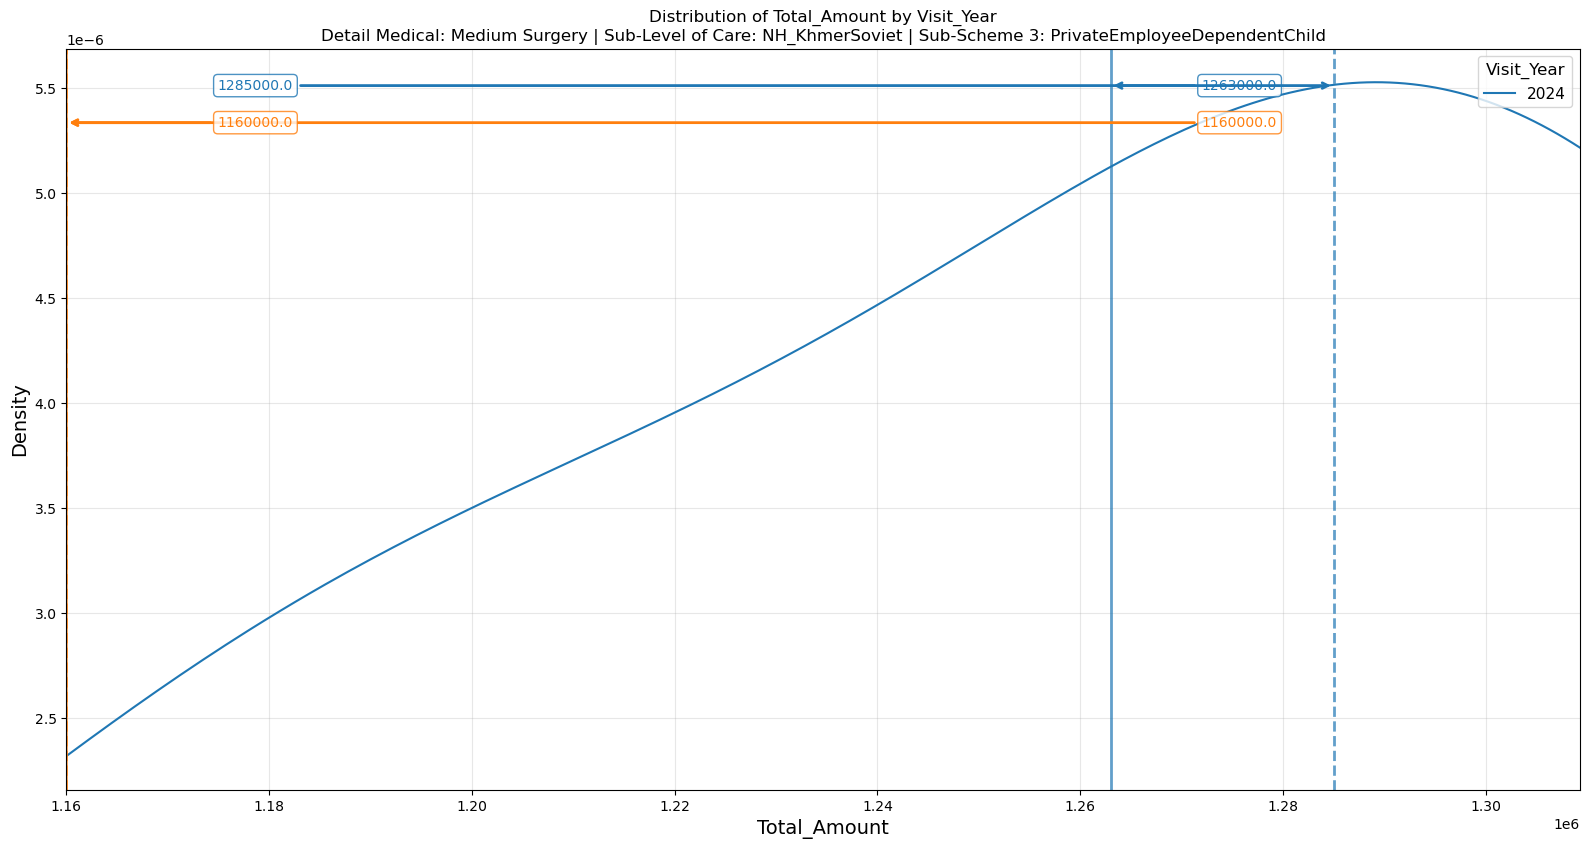 Distribution of Total_Amount by Visit_Year
Detail Medical: Medium Surgery | Sub-Level of Care: NH_KhmerSoviet | Sub-Scheme 3: PrivateEmployeeDependentChild
1e−6
Visit_Year
2024
1285000.0
1263000.0
1160000.0
1160000.0
5.5
5.0
4.5
4.0
3.5
3.0
2.5
Density
1.16
1.18
1.20
1.22
1.24
1.26
1.28
1.30
1e6
Total_Amount